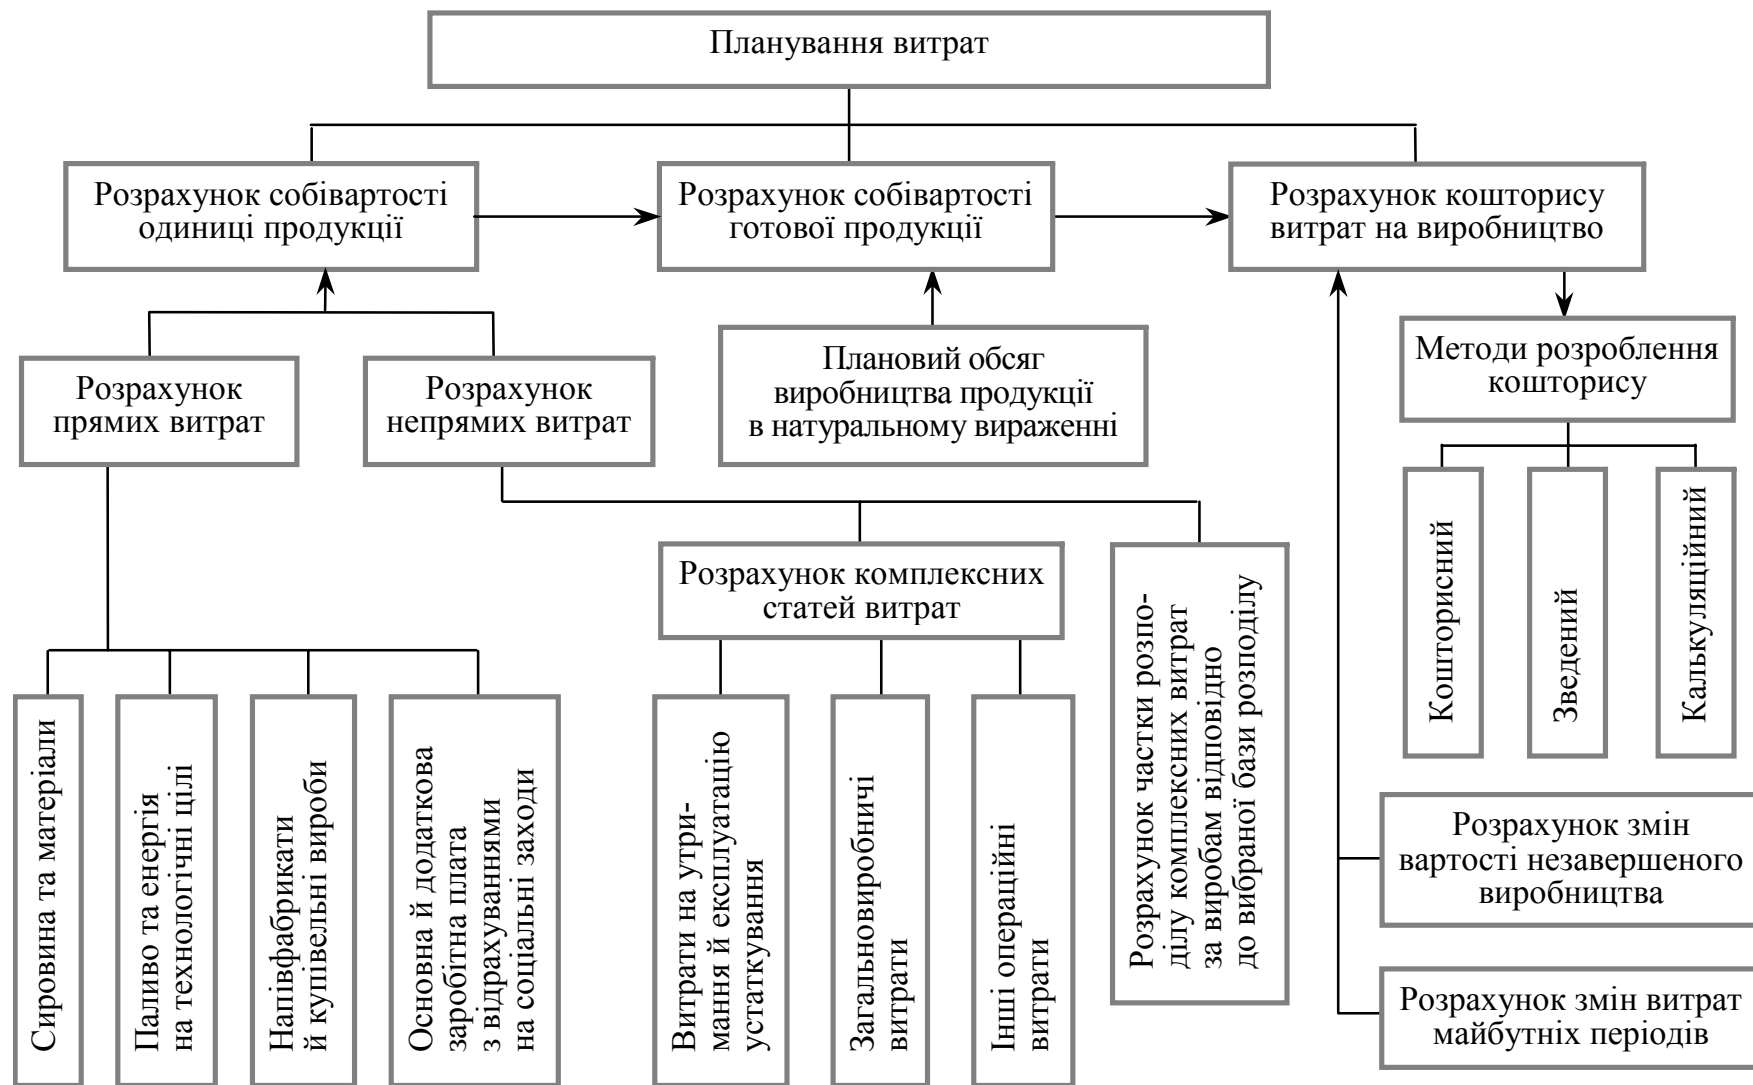 Планування витрат
Розрахунок собівартості
одиниці продукції
Розрахунок собівартості
готової продукції
Розрахунок кошторису
витрат на виробництво
Розрахунок
прямих витрат
Розрахунок
непрямих витрат
Плановий обсяг
виробництва продукції
в натуральному вираженні
Методи розроблення
кошторису
Кошторисний
Зведений
Калькуляційний
Розрахунок комплексних
статей витрат
Розрахунок частки розпо-
ділу комплексних витрат
за виробам відповідно
до вибраної бази розподілу
Сировина та матеріали
Паливо та енергія
на технологічні цілі
Напівфабрикати
й купівельні вироби
Основна й додаткова
заробітна плата
з відрахуваннями
на соціальні заходи
Витрати на утри-
мання й експлуатацію
устаткування
Загальновиробничі
витрати
Інші операційні
витрати
Розрахунок змін
вартості незавершеного
виробництва
Розрахунок змін витрат
майбутніх періодів